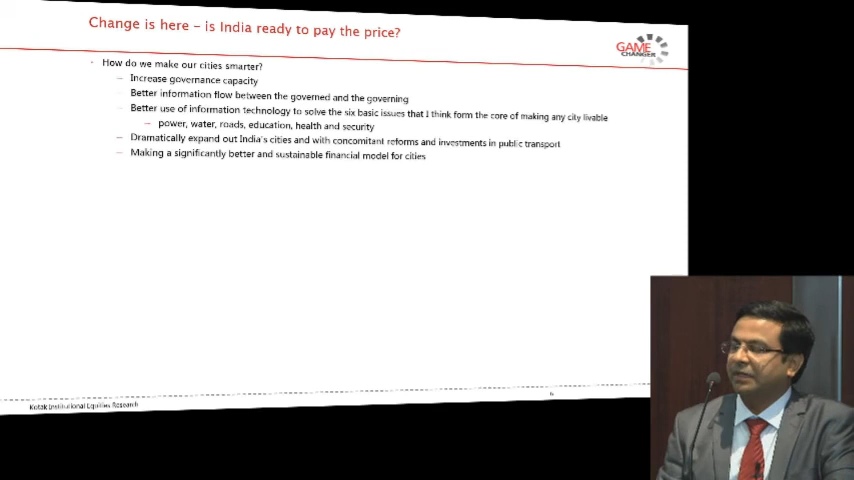 Change is here – is India ready to pay the price?
GAME
CHANGER
- How do we make our cities smarter?
– Increase governance capacity
– Better information flow between the governed and the governing
– Better use of information technology to solve the six basic issues that I think form the core of making any city livable
– power, water, roads, education, health and security
– Dramatically expand out India's cities and with concomitant reforms and investments in public transport
– Making a significantly better and sustainable financial model for cities
Kotak Institutional Equities Research
6